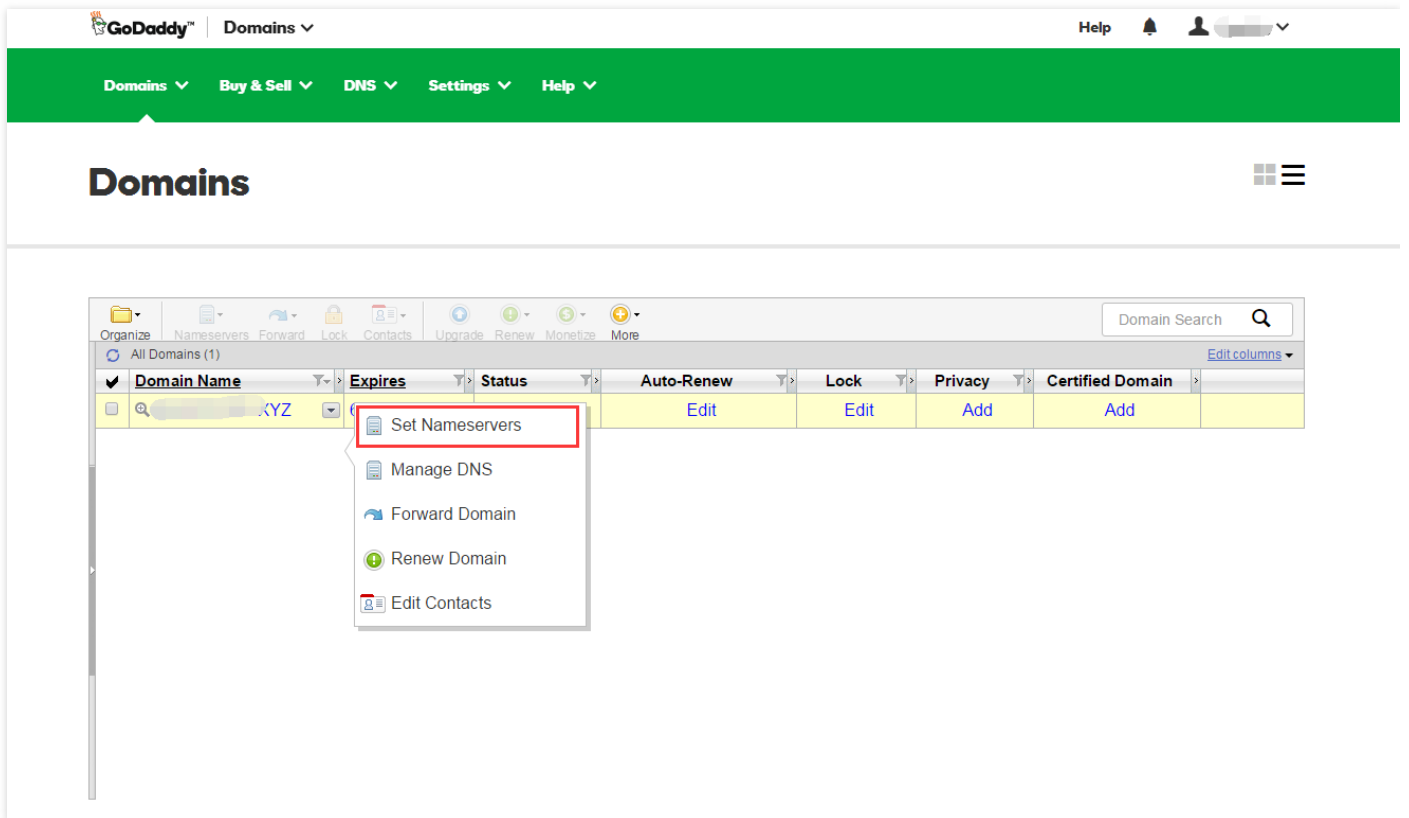 GoDaddy™ Domains Help
Domains Buy & Sell DNS Settings Help
Domains
Organize Nameservers Forward Lock Contacts Upgrade Renew Monetize More Domain Search
All Domains (1) Edit columns
Domain Name Expires Status Auto-Renew Lock Privacy Certified Domain
XYZ Edit Edit Add Add
Set Nameservers
Manage DNS
Forward Domain
Renew Domain
Edit Contacts